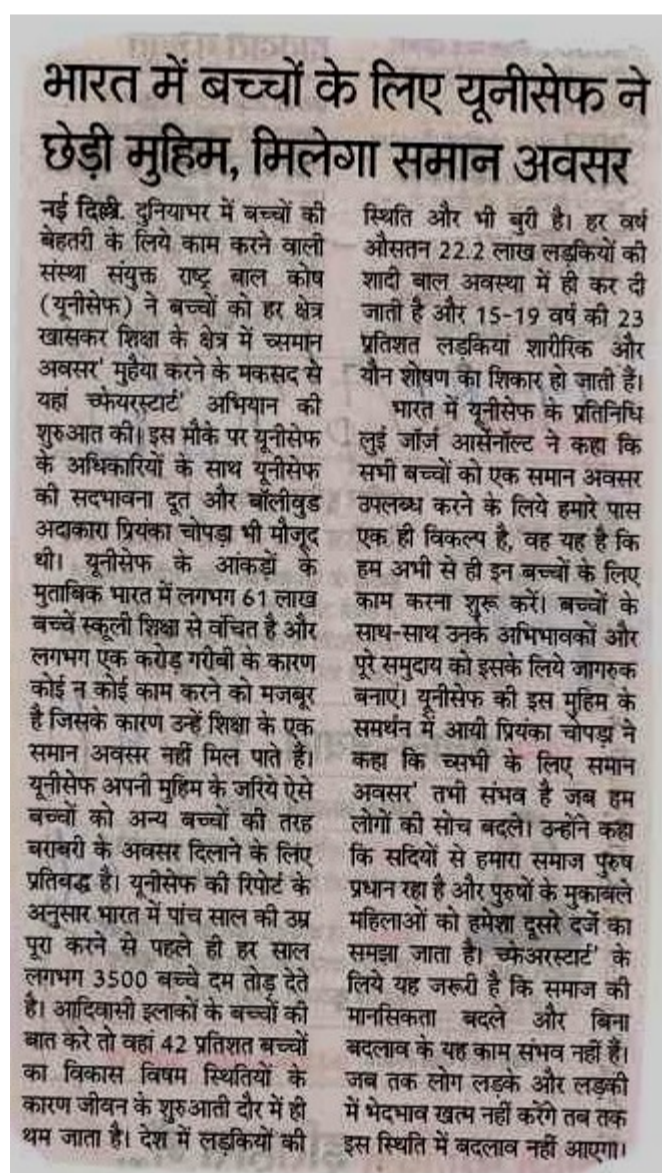 भारत में बच्चों के लिए यूनीसेफ ने
छेड़ी मुहिम, मिलेगा समान अवसर
नई दिल्ली. दुनियाभर में बच्चों की
बेहतरी के लिये काम करने वाली
संस्था संयुक्त राष्ट्र बाल कोष
(यूनीसेफ) ने बच्चों को हर क्षेत्र
खासकर शिक्षा के क्षेत्र में च्समान
अवसर' मुहैया करने के मकसद से
यहां च्फेयरस्टार्ट' अभियान की
शुरुआत की। इस मौके पर यूनीसेफ
के अधिकारियों के साथ यूनीसेफ
की सदभावना दूत और बॉलीवुड
अदाकारा प्रियंका चोपड़ा भी मौजूद
थी। यूनीसेफ के आंकड़ों के
मुताबिक भारत में लगभग 61 लाख
बच्चें स्कूली शिक्षा से वंचित है और
लगभग एक करोड़ गरीबी के कारण
कोई न कोई काम करने को मजबूर
है जिसके कारण उन्हें शिक्षा के एक
समान अवसर नहीं मिल पाते हैं।
यूनीसेफ अपनी मुहिम के जरिये ऐसे
बच्चों को अन्य बच्चों की तरह
बराबरी के अवसर दिलाने के लिए
प्रतिबद्ध है। यूनीसेफ की रिपोर्ट के
अनुसार भारत में पांच साल की उम्र
पूरा करने से पहले ही हर साल
लगभग 3500 बच्चे दम तोड़ देते
है। आदिवासी इलाकों के बच्चों की
बात करे तो वहां 42 प्रतिशत बच्चों
का विकास विषम स्थितियों के
कारण जीवन के शुरुआती दौर में ही
थम जाता है। देश में लड़कियों की
स्थिति और भी बुरी है। हर वर्ष
औसतन 22.2 लाख लड़कियों की
शादी बाल अवस्था में ही कर दी
जाती है और 15-19 वर्ष की 23
प्रतिशत लड़कियां शारीरिक और
यौन शोषण का शिकार हो जाती हैं।
भारत में यूनीसेफ के प्रतिनिधि
लुई जॉर्ज आर्सेनॉल्ट ने कहा कि
सभी बच्चों को एक समान अवसर
उपलब्ध करने के लिये हमारे पास
एक ही विकल्प है, वह यह है कि
हम अभी से ही इन बच्चों के लिए
काम करना शुरू करें। बच्चों के
साथ-साथ उनके अभिभावकों और
पूरे समुदाय को इसके लिये जागरुक
बनाएं। यूनीसेफ की इस मुहिम के
समर्थन में आयी प्रियंका चोपड़ा ने
कहा कि च्सभी के लिए समान
अवसर' तभी संभव है जब हम
लोगों की सोच बदले। उन्होंने कहा
कि सदियों से हमारा समाज पुरुष
प्रधान रहा है और पुरुषों के मुकाबले
महिलाओं को हमेशा दूसरे दर्जे का
समझा जाता है। च्फेअरस्टार्ट' के
लिये यह जरूरी है कि समाज की
मानसिकता बदले और बिना
बदलाव के यह काम संभव नहीं है।
जब तक लोग लडके और लडकी
में भेदभाव खत्म नहीं करेंगे तब तक
इस स्थिति में बदलाव नहीं आएगा।